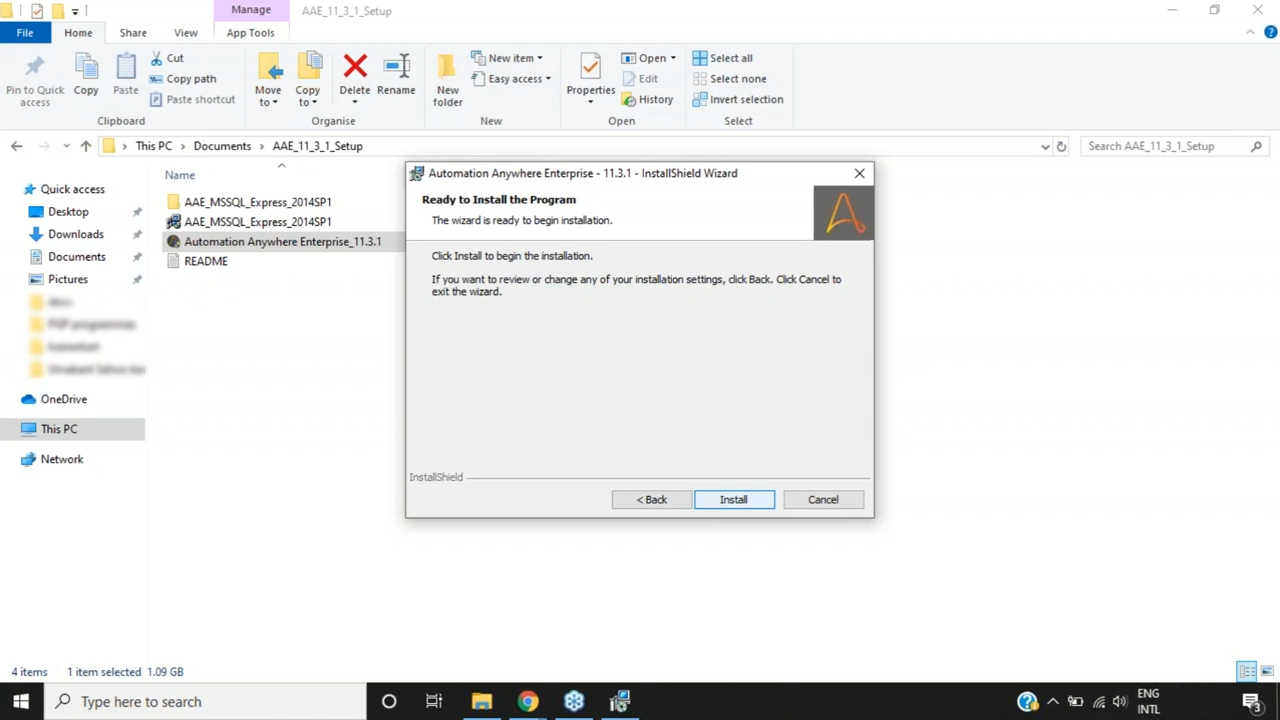 Manage
AAE_11_3_1_Setup
File
Home
Share
View
App Tools
Pin to Quick
access
Copy
Paste
Cut
Copy path
Paste shortcut
Clipboard
Move
to
Copy
to
Delete
Rename
Organise
New
folder
New item
Easy access
New
Properties
Open
Edit
History
Open
Select all
Select none
Invert selection
Select
This PC > Documents > AAE_11_3_1_Setup
Search AAE_11_3_1_Setup
Quick access
Desktop
Downloads
Documents
Pictures
OneDrive
This PC
Network
Name
AAE_MSSQL_Express_2014SP1
AAE_MSSQL_Express_2014SP1
Automation Anywhere Enterprise_11.3.1
README
Automation Anywhere Enterprise - 11.3.1 - InstallShield Wizard
Ready to Install the Program
The wizard is ready to begin installation.
Click Install to begin the installation.
If you want to review or change any of your installation settings, click Back. Click Cancel to
exit the wizard.
InstallShield
< Back
Install
Cancel
4 items
1 item selected 1.09 GB
Type here to search
ENG
INTL
3